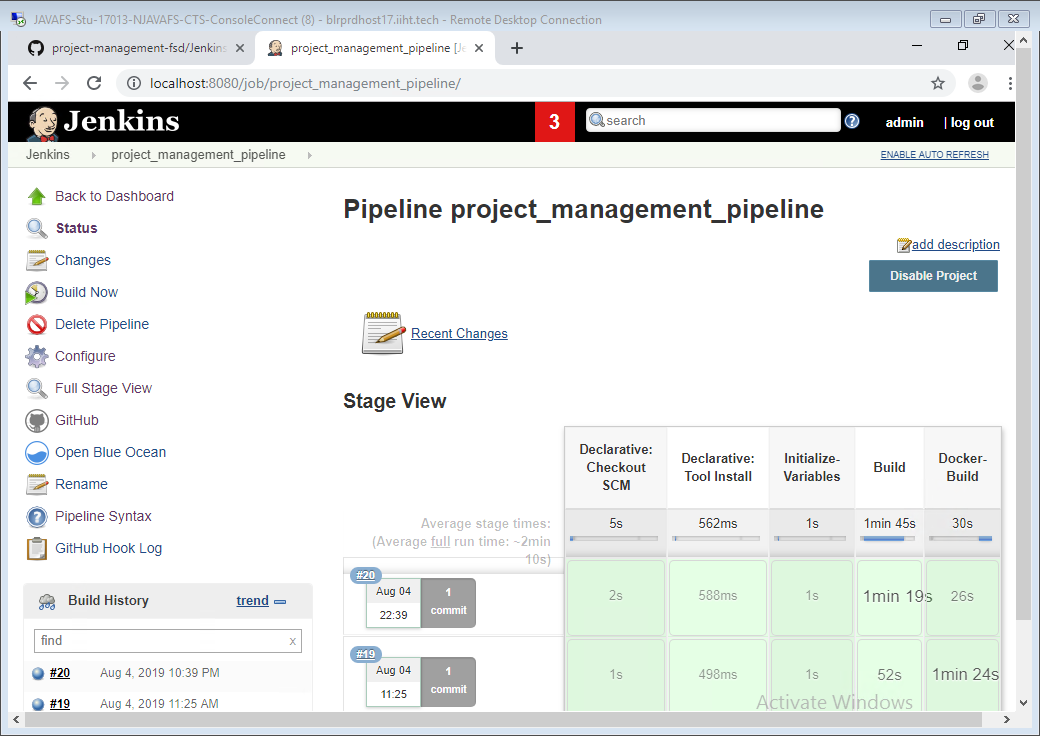 JAVAFS-Stu-17013-NJAVAFS-CTS-ConsoleConnect (8) - blrprdhost17.iiht.tech - Remote Desktop Connection
project-management-fsd/Jenkins
project_management_pipeline [Je
localhost:8080/job/project_management_pipeline/
Jenkins
3
search
?
admin
| log out
Jenkins
project_management_pipeline
ENABLE AUTO REFRESH
Back to Dashboard
Status
Changes
Build Now
Delete Pipeline
Configure
Full Stage View
GitHub
Open Blue Ocean
Rename
Pipeline Syntax
GitHub Hook Log
Pipeline project_management_pipeline
add description
Disable Project
Recent Changes
Stage View
Declarative:
Checkout
SCM
Declarative:
Tool Install
Initialize-
Variables
Build
Docker-
Build
Average stage times:
(Average full run time: ~2min
10s)
5s
562ms
1s
1min 45s
30s
#20
Aug 04
22:39
1
commit
2s
588ms
1s
1min 19s
26s
#19
Aug 04
11:25
1
commit
1s
498ms
1s
52s
1min 24s
Build History
trend
find
x
#20
Aug 4, 2019 10:39 PM
#19
Aug 4, 2019 11:25 AM
Activate Windows